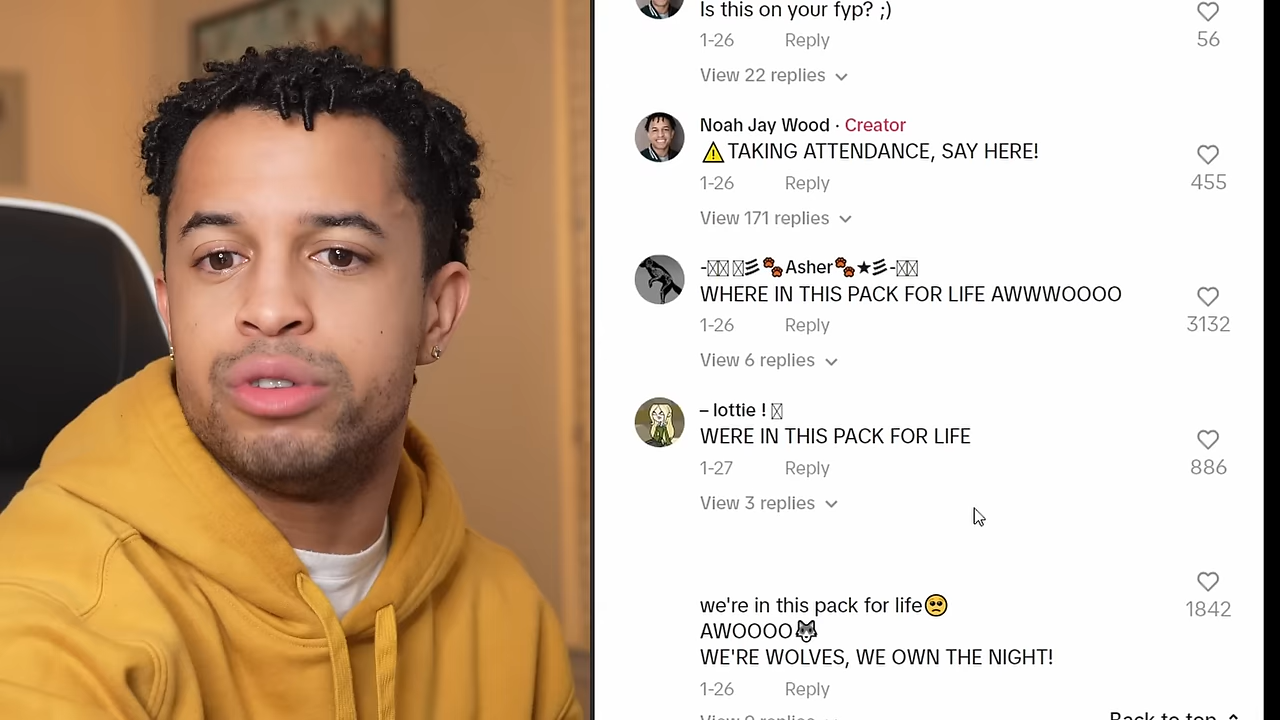 Is this on your fyp? ;)
56
1-26 Reply
View 22 replies
Noah Jay Wood · Creator
⚠️TAKING ATTENDANCE, SAY HERE!
455
1-26 Reply
View 171 replies
-彡🐾Asher🐾★彡-
WHERE IN THIS PACK FOR LIFE AWWWOOOO
3132
1-26 Reply
View 6 replies
– lottie !
WERE IN THIS PACK FOR LIFE
886
1-27 Reply
View 3 replies
we're in this pack for life🥺
1842
AWOOOO🐺
WE'RE WOLVES, WE OWN THE NIGHT!
1-26 Reply
Back to top